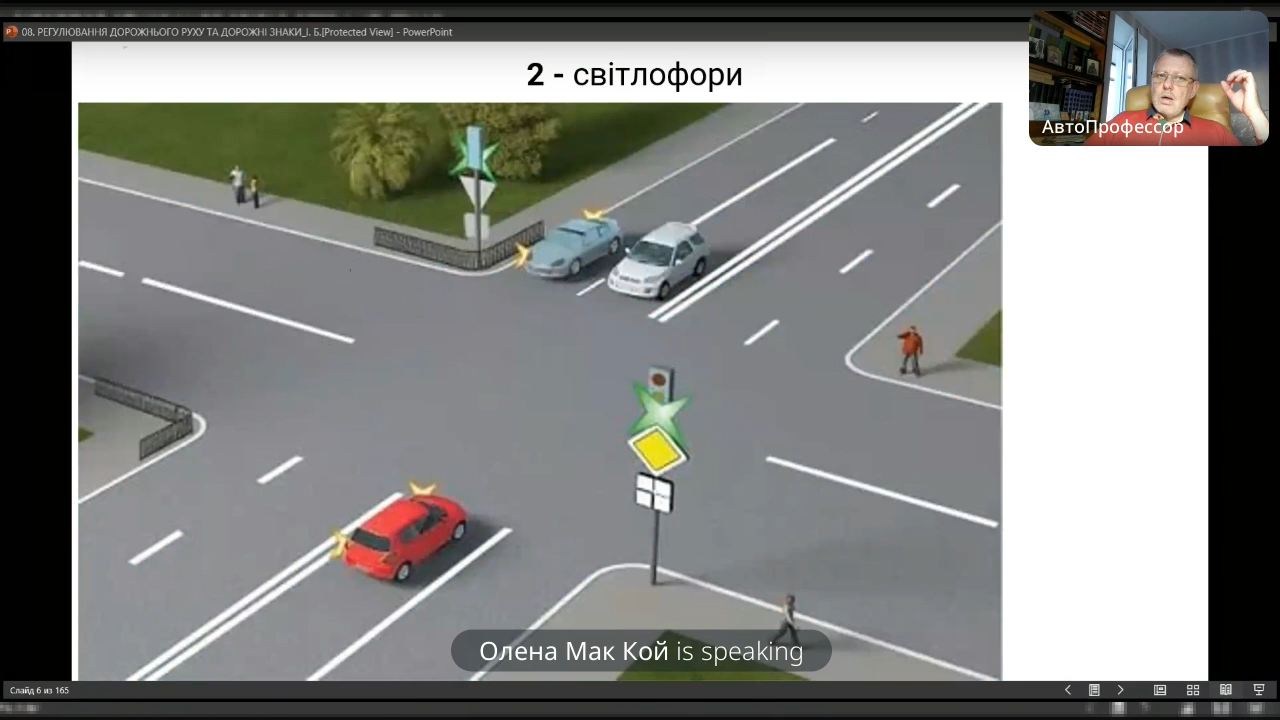 08. РЕГУЛЮВАННЯ ДОРОЖНЬОГО РУХУ ТА ДОРОЖНІ ЗНАКИ_І. Б.[Protected View] - PowerPoint
2 - світлофори
АвтоПрофессор
Олена Мак Кой is speaking
Слайд 6 из 165